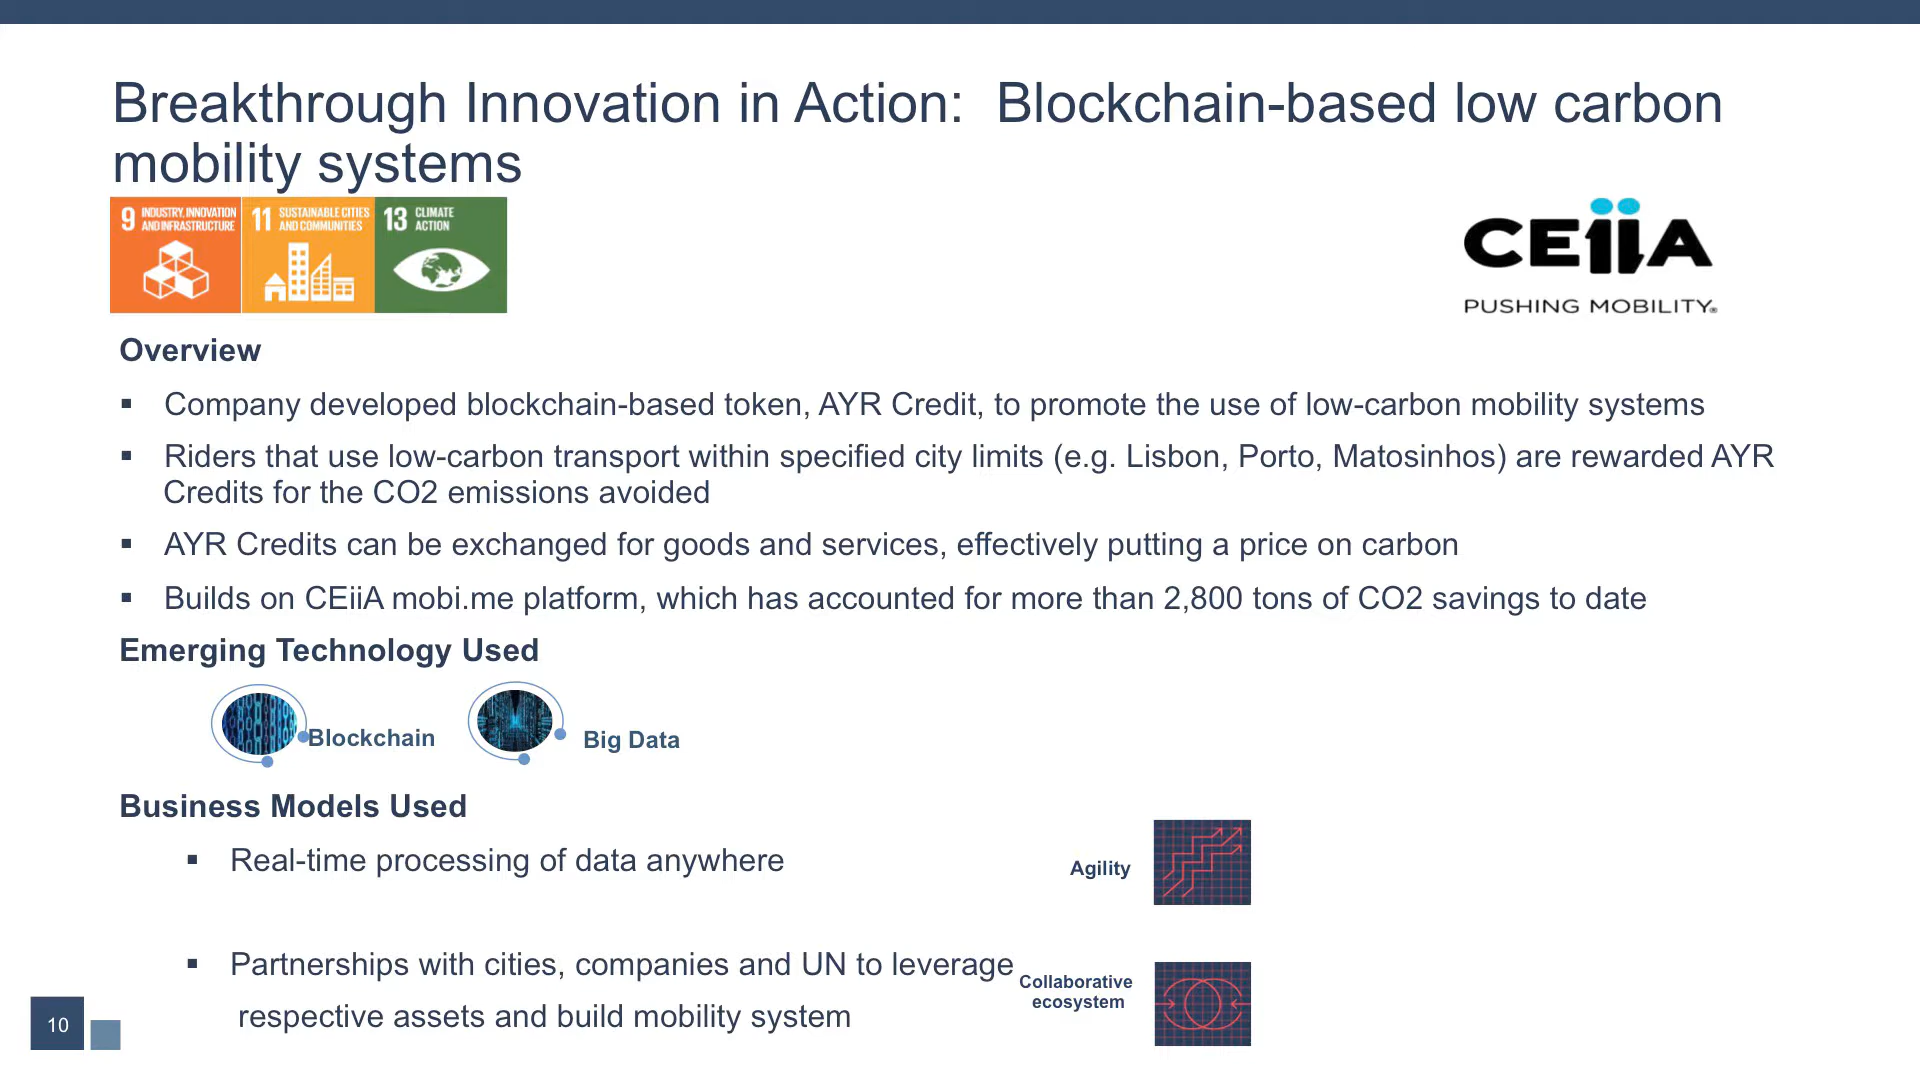 Breakthrough Innovation in Action:  Blockchain-based low carbon
mobility systems
9 INDUSTRY, INNOVATION
AND INFRASTRUCTURE
11 SUSTAINABLE CITIES
AND COMMUNITIES
13 CLIMATE
ACTION
CEiiA
PUSHING MOBILITY®
Overview
▪ Company developed blockchain-based token, AYR Credit, to promote the use of low-carbon mobility systems
▪ Riders that use low-carbon transport within specified city limits (e.g. Lisbon, Porto, Matosinhos) are rewarded AYR
Credits for the CO2 emissions avoided
▪ AYR Credits can be exchanged for goods and services, effectively putting a price on carbon
▪ Builds on CEiiA mobi.me platform, which has accounted for more than 2,800 tons of CO2 savings to date
Emerging Technology Used
Blockchain
Big Data
Business Models Used
▪ Real-time processing of data anywhere
Agility
▪ Partnerships with cities, companies and UN to leverage
respective assets and build mobility system
Collaborative
ecosystem
10